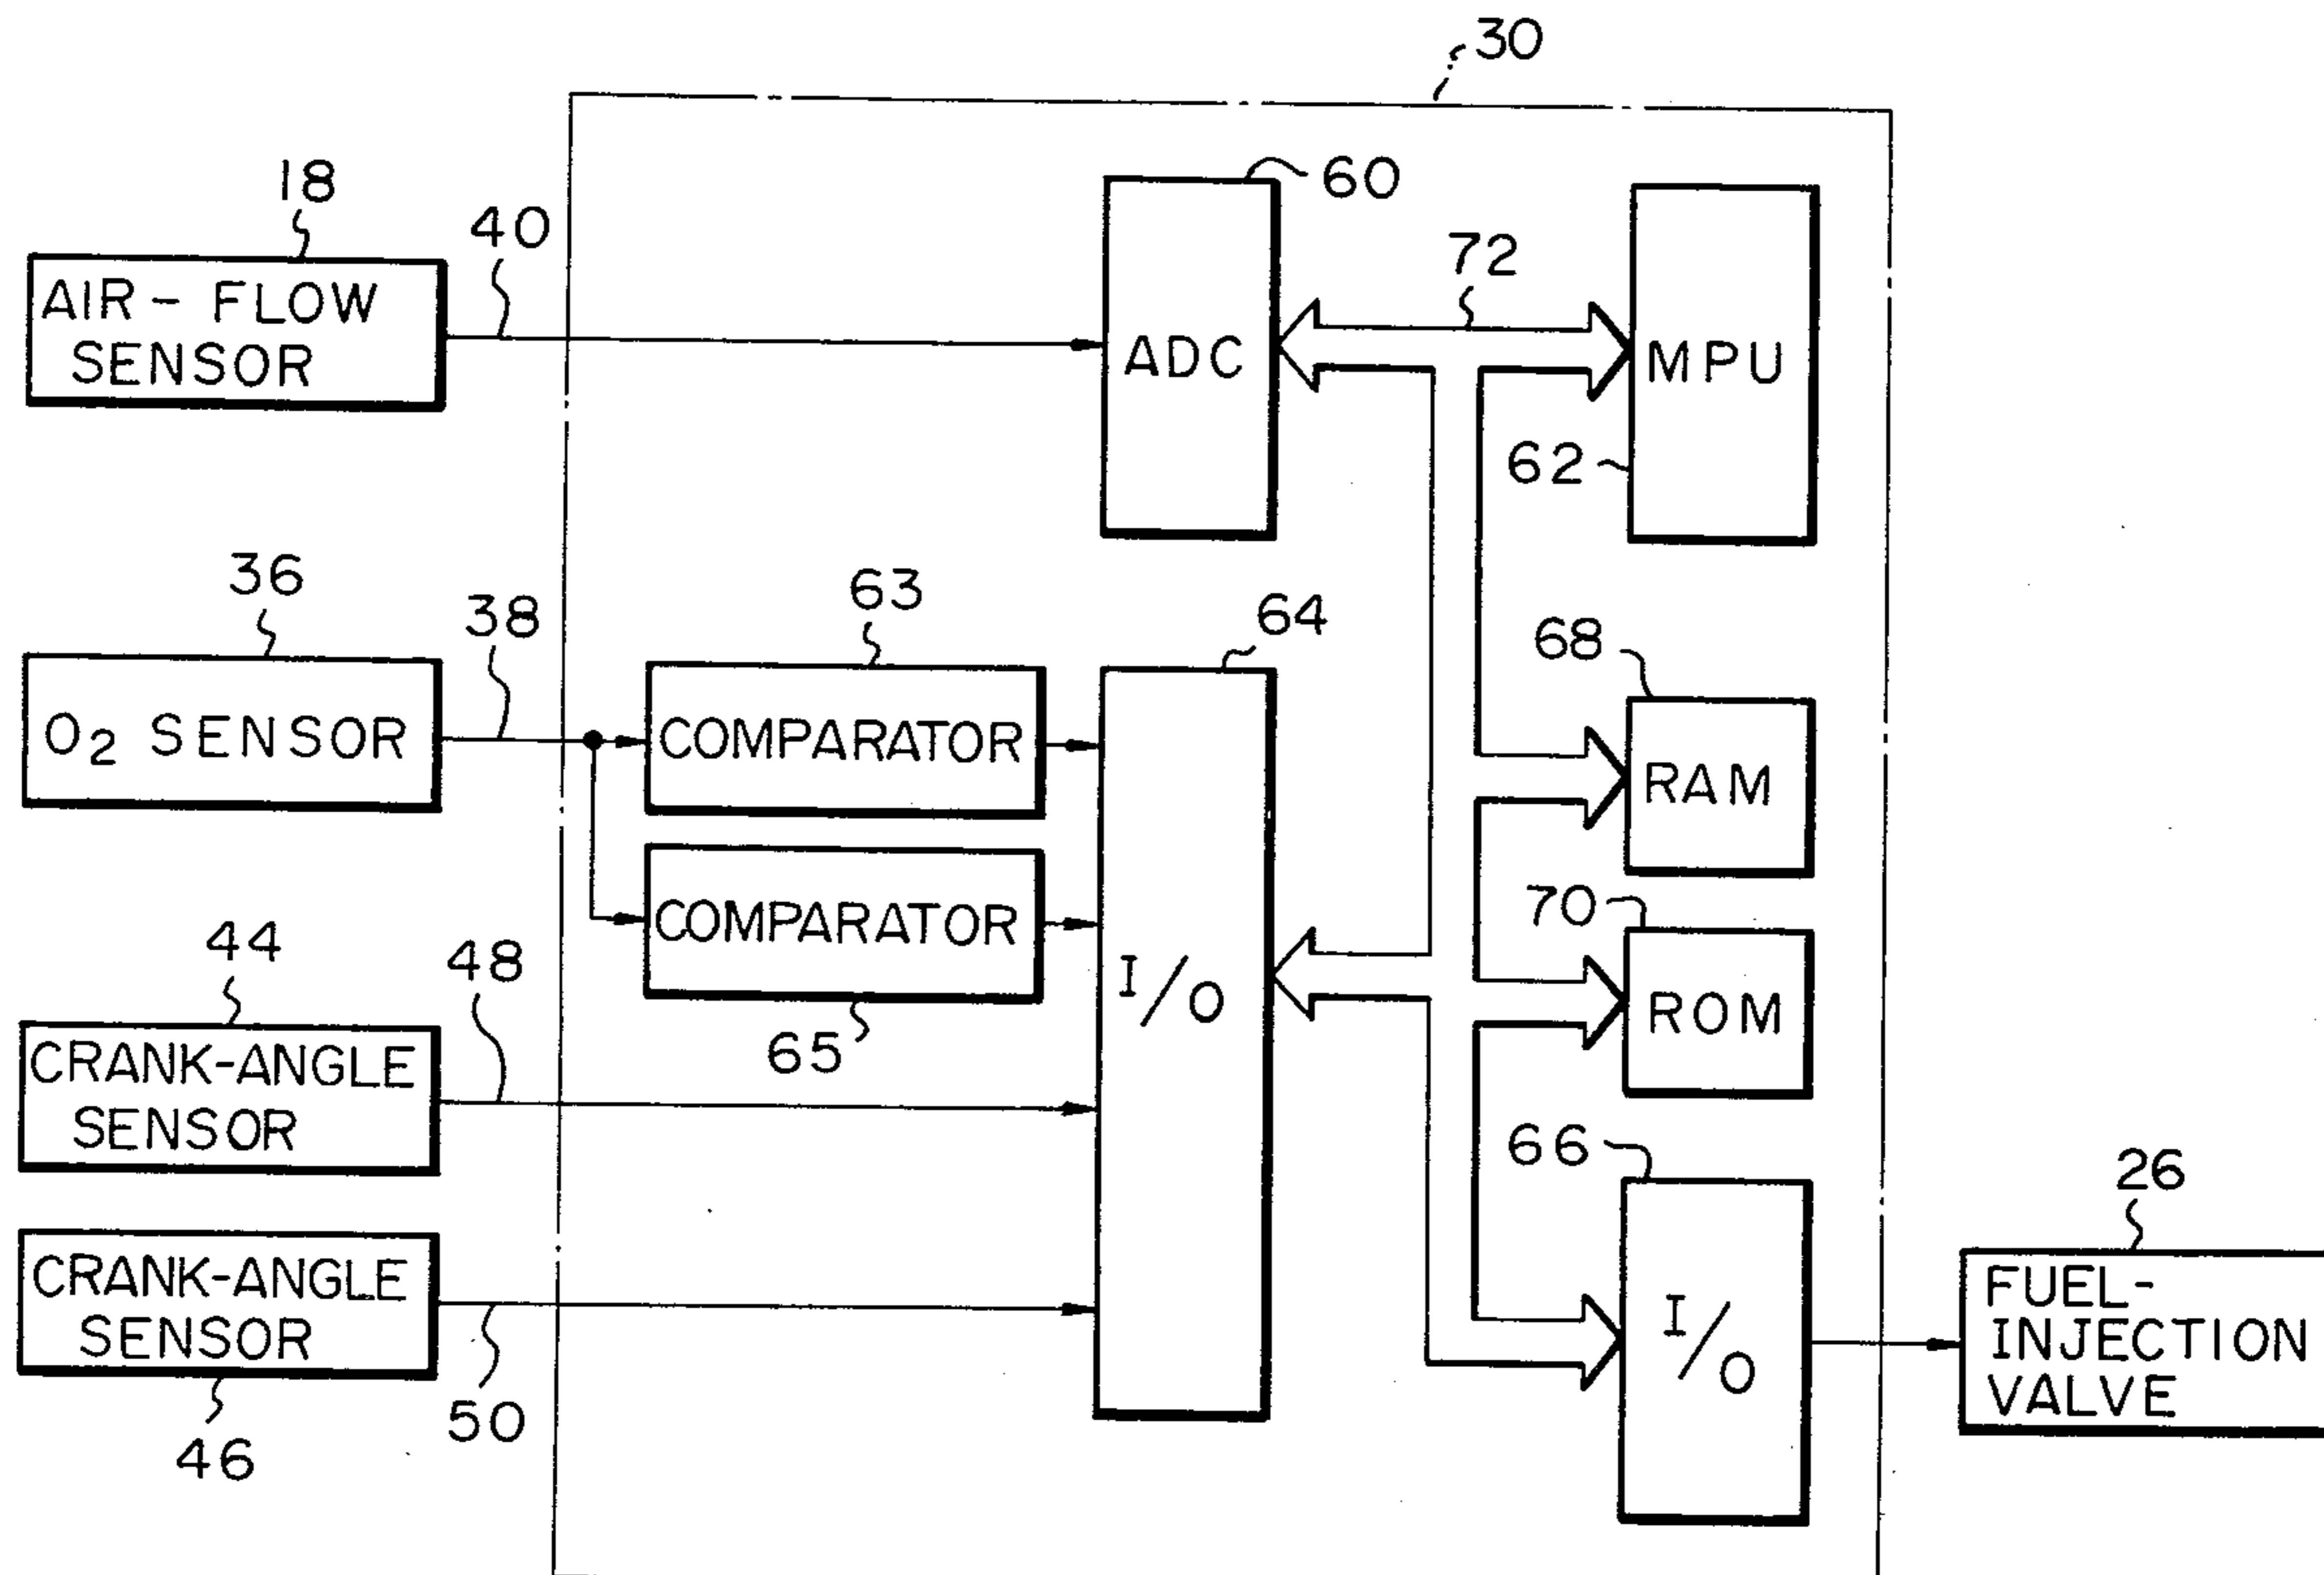 30
18
40
AIR- FLOW
SENSOR
60
ADC
72
MPU
62
36
38
O2 SENSOR
63
COMPARATOR
64
COMPARATOR
65
I/O
68
RAM
70
ROM
44
48
CRANK-ANGLE
SENSOR
CRANK-ANGLE
SENSOR
46
50
66
I/O
26
FUEL-
INJECTION
VALVE